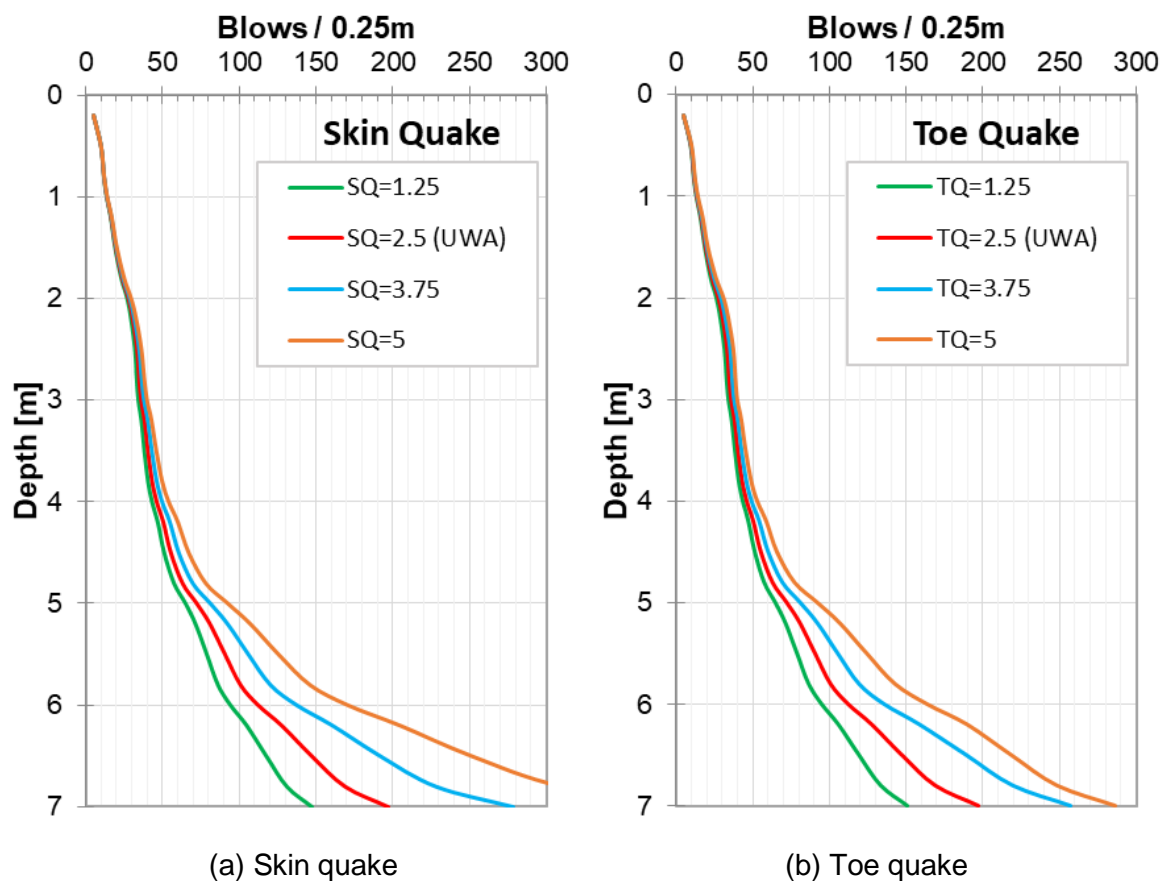 Blows / 0.25m
0 50 100 150 200 250 300
0
1
2
3
4
5
6
7
Depth [m]
Skin Quake
SQ=1.25
SQ=2.5 (UWA)
SQ=3.75
SQ=5
(a) Skin quake
Blows / 0.25m
0 50 100 150 200 250 300
0
1
2
3
4
5
6
7
Depth [m]
Toe Quake
TQ=1.25
TQ=2.5 (UWA)
TQ=3.75
TQ=5
(b) Toe quake